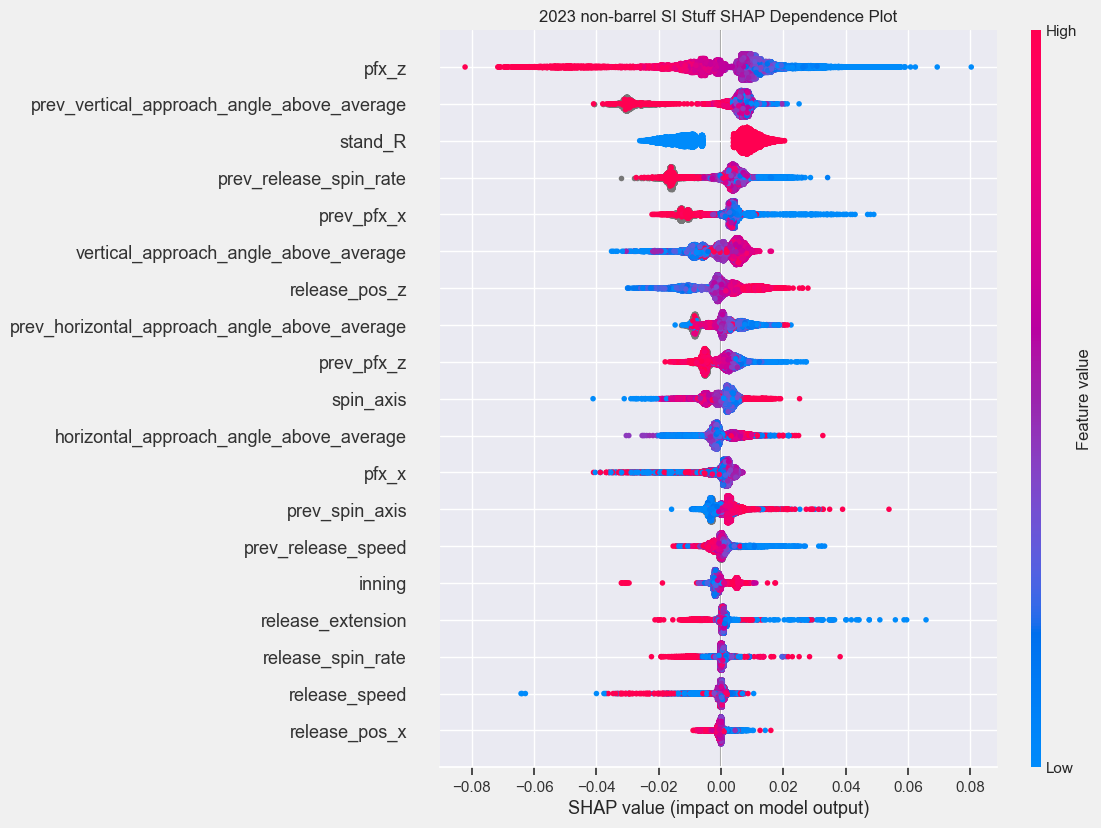 2023 non-barrel SI Stuff SHAP Dependence Plot
High
pfx_z
prev_vertical_approach_angle_above_average
stand_R
prev_release_spin_rate
prev_pfx_x
vertical_approach_angle_above_average
release_pos_z
prev_horizontal_approach_angle_above_average
prev_pfx_z
spin_axis
horizontal_approach_angle_above_average
pfx_x
prev_spin_axis
prev_release_speed
inning
release_extension
release_spin_rate
release_speed
release_pos_x
Feature value
Low
−0.08 −0.06 −0.04 −0.02 0.00 0.02 0.04 0.06 0.08
SHAP value (impact on model output)